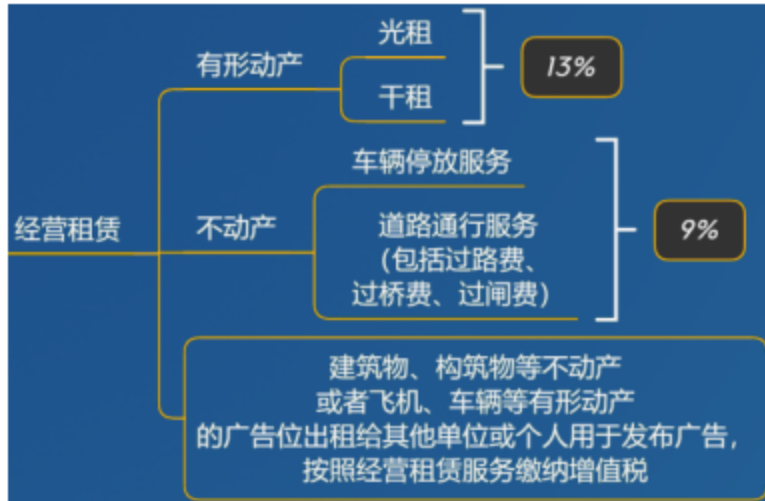 经营租赁
有形动产
光租
干租
13%
不动产
车辆停放服务
道路通行服务
（包括过路费、
过桥费、过闸费）
9%
建筑物、构筑物等不动产
或者飞机、车辆等有形动产
的广告位出租给其他单位或个人用于发布广告，
按照经营租赁服务缴纳增值税